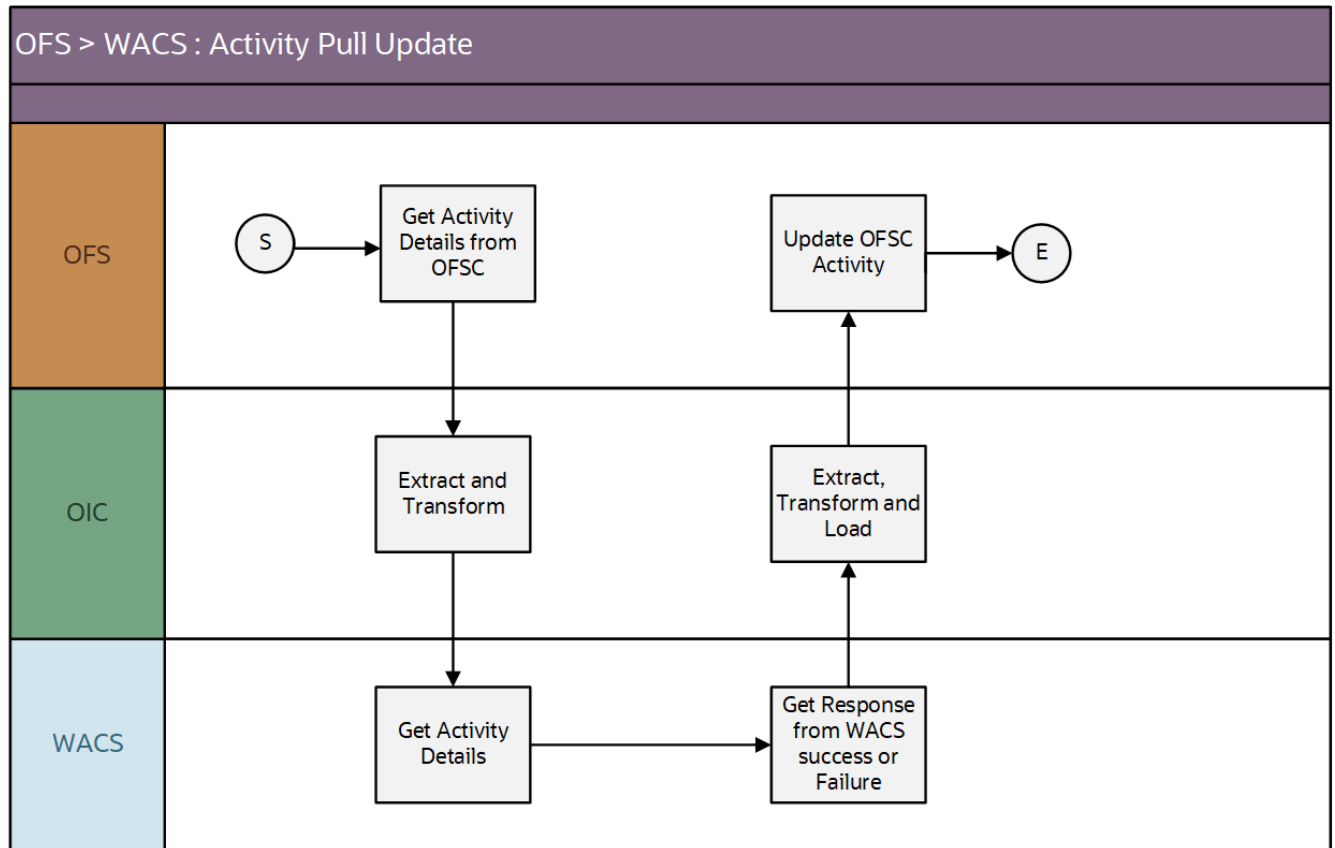 OFS > WACS : Activity Pull Update
OFS
S
Get Activity
Details from
OFSC
Update OFSC
Activity
E
OIC
Extract and
Transform
Extract,
Transform and
Load
WACS
Get Activity
Details
Get Response
from WACS
success or
Failure